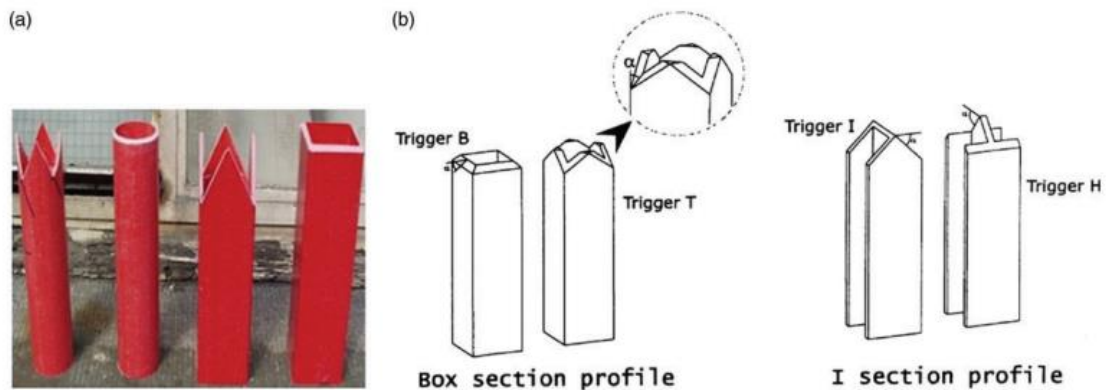 (a)
(b)
α
Trigger B
α
Trigger T
Trigger I
α
α
Trigger H
Box section profile
I section profile